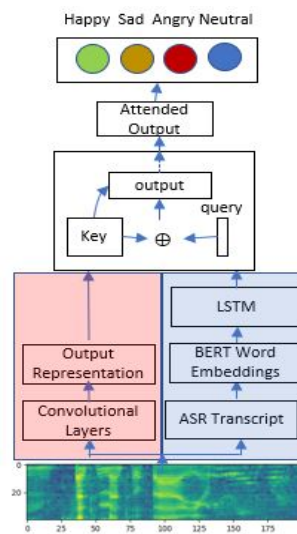 Happy Sad Angry Neutral
Attended
Output
output
query
Key
⊕
LSTM
Output
Representation
BERT Word
Embeddings
Convolutional
Layers
ASR Transcript
0
20
0 25 50 75 100 125 150 175